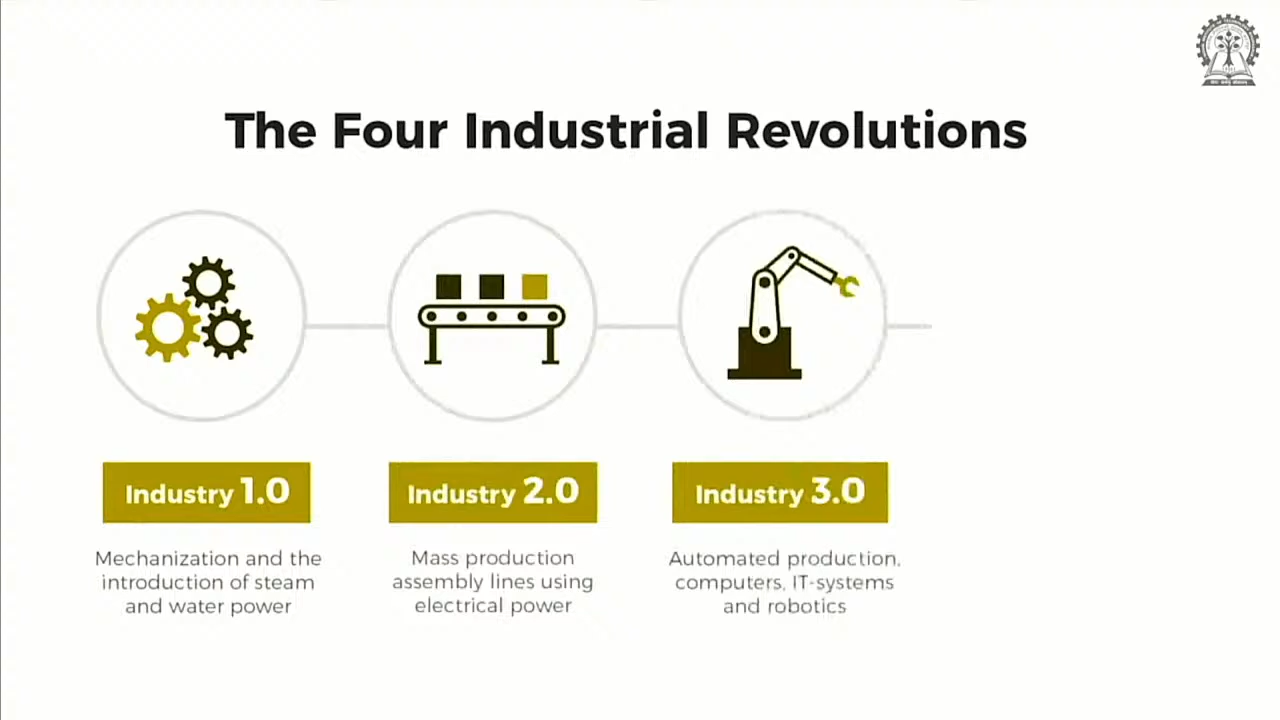 The Four Industrial Revolutions
Industry 1.0
Mechanization and the
introduction of steam
and water power
Industry 2.0
Mass production
assembly lines using
electrical power
Industry 3.0
Automated production,
computers, IT-systems
and robotics